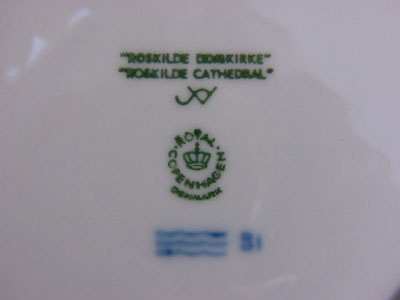 "ROSKILDE DOMKIRKE"
"ROSKILDE CATHEDRAL"
ROYAL
COPENHAGEN
DENMARK